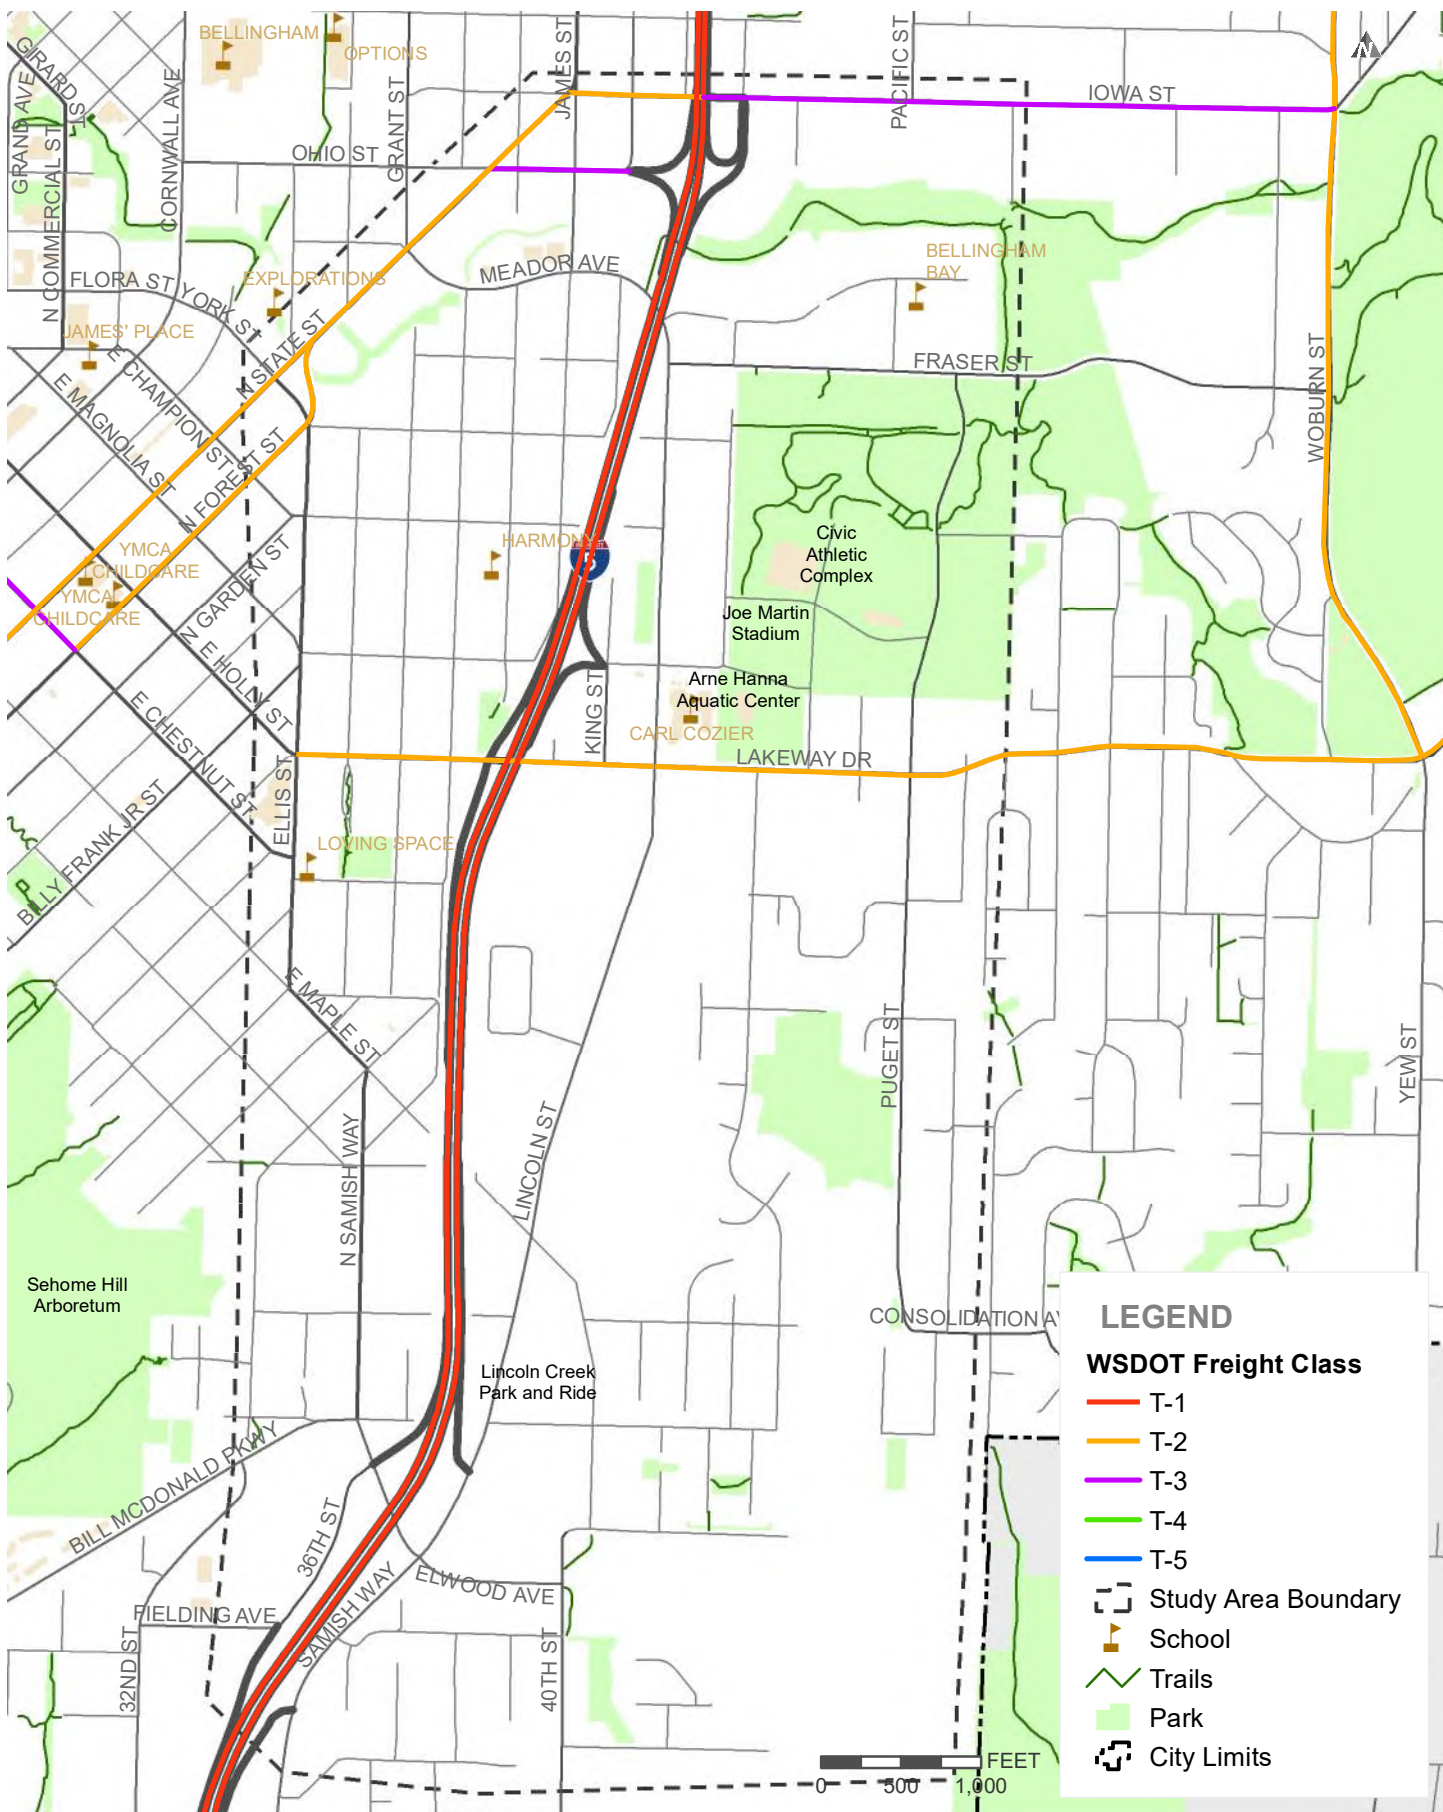 BELLINGHAM
OPTIONS
GIRARD ST
GRAND AVE
N COMMERCIAL ST
CORNWALL AVE
GRANT ST
JAMES ST
PACIFIC ST
N
IOWA ST
OHIO ST
MEADOR AVE
BELLINGHAM
BAY
FLORA ST
YORK ST
EXPLORATIONS
JAMES' PLACE
N STATE ST
E CHAMPION ST
E MAGNOLIA ST
N FOREST ST
FRASER ST
WOBURN ST
YMCA
CHILDCARE
YMCA
CHILDCARE
N GARDEN ST
E HOLLY ST
HARMONY
5
Civic
Athletic
Complex
Joe Martin
Stadium
Arne Hanna
Aquatic Center
CARL COZIER
KING ST
LAKEWAY DR
E CHESTNUT ST
ELLIS ST
BILLY FRANK JR ST
LOVING SPACE
E MAPLE ST
N SAMISH WAY
LINCOLN ST
PUGET ST
YEW ST
Sehome Hill
Arboretum
CONSOLIDATION AV
Lincoln Creek
Park and Ride
BILL MCDONALD PKWY
36TH ST
ELWOOD AVE
SAMISH WAY
FIELDING AVE
32ND ST
40TH ST
LEGEND
WSDOT Freight Class
T-1
T-2
T-3
T-4
T-5
Study Area Boundary
School
Trails
Park
City Limits
FEET
0 500 1,000